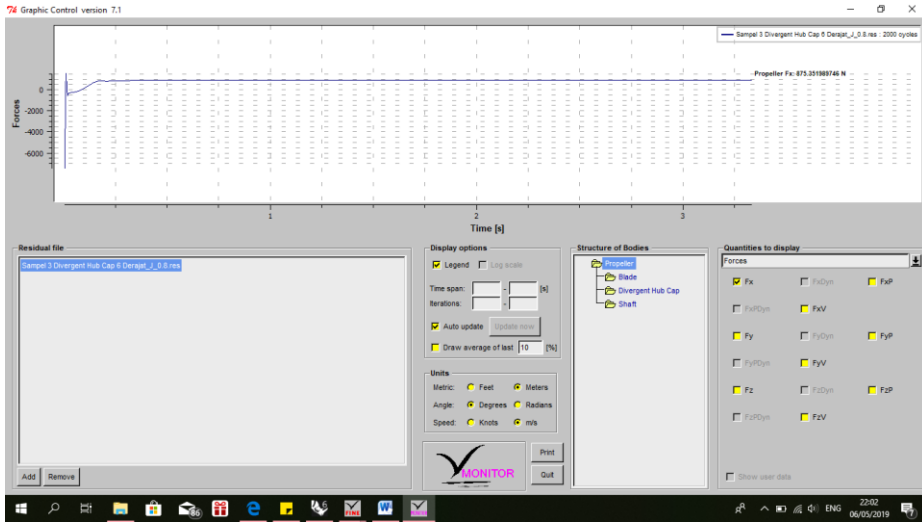 Graphic Control version 7.1
Sampel 3 Divergent Hub Cap 6 Derajat_J_0.8.res : 2000 cycles
Propeller Fx: 875.351989746 N
Forces
0
-2000
-4000
-6000
1
2
3
Time [s]
Residual file
Sampel 3 Divergent Hub Cap 6 Derajat_J_0.8.res
Add Remove
Display options
Legend Log scale
Time span: - [s]
Iterations: -
Auto update Update now
Draw average of last 10 [%]
Units
Metric: Feet Meters
Angle: Degrees Radians
Speed: Knots m/s
MONITOR
Print
Quit
Structure of Bodies
Propeller
Blade
Divergent Hub Cap
Shaft
Quantities to display
Forces
Fx FxDyn FxP
FxPDyn FxV
Fy FyDyn FyP
FyPDyn FyV
Fz FzDyn FzP
FzPDyn FzV
Show user data
ENG
22:02
06/05/2019